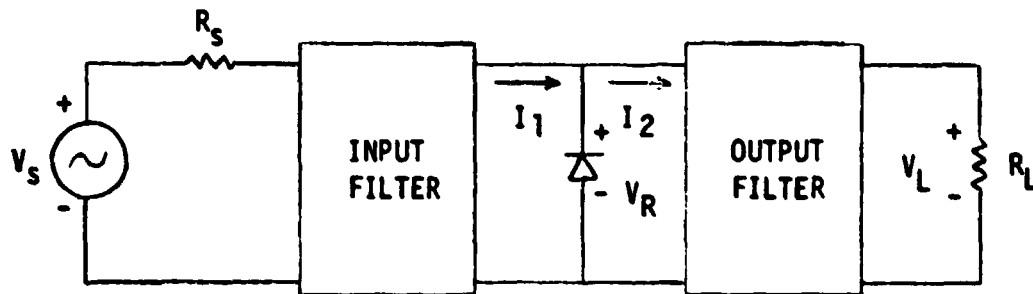 R_S
+
V_S
-
INPUT
FILTER
I_1
+
I_2
-
V_R
OUTPUT
FILTER
+
V_L
-
R_L